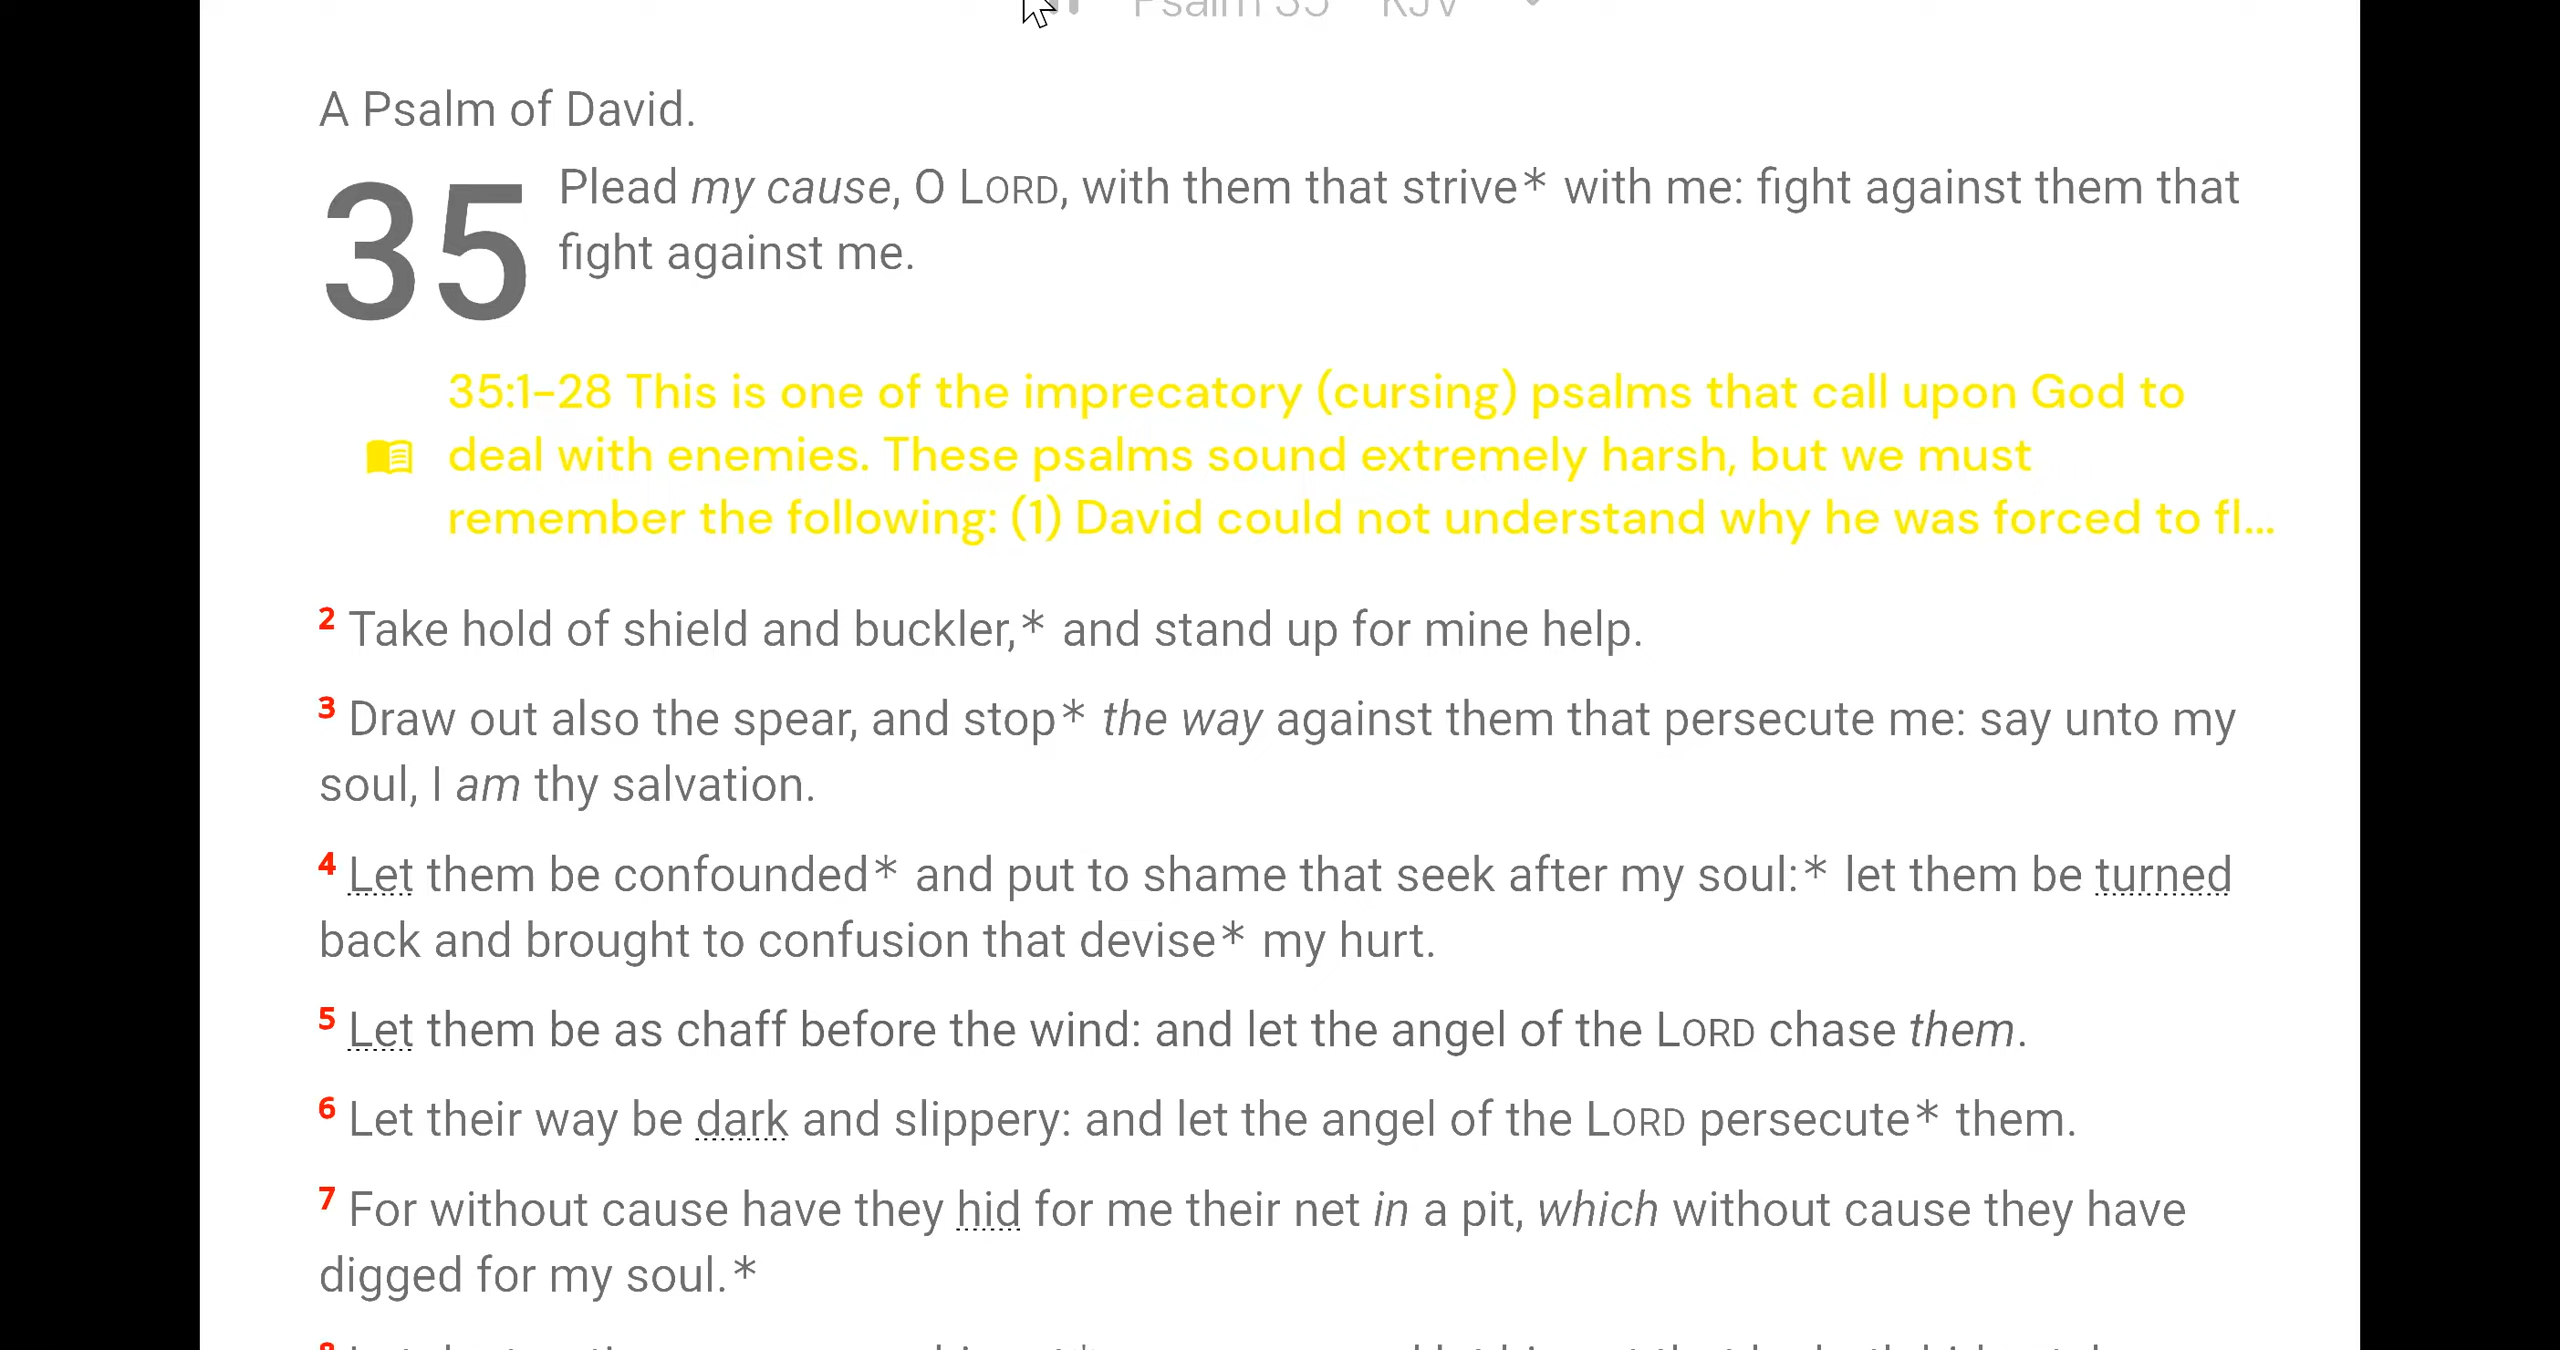 Psalm 35 KJV
A Psalm of David.
35 Plead my cause, O LORD, with them that strive* with me: fight against them that
fight against me.
35:1–28 This is one of the imprecatory (cursing) psalms that call upon God to
deal with enemies. These psalms sound extremely harsh, but we must
remember the following: (1) David could not understand why he was forced to fl...
2 Take hold of shield and buckler,* and stand up for mine help.
3 Draw out also the spear, and stop* the way against them that persecute me: say unto my
soul, I am thy salvation.
4 Let them be confounded* and put to shame that seek after my soul:* let them be turned
back and brought to confusion that devise* my hurt.
5 Let them be as chaff before the wind: and let the angel of the LORD chase them.
6 Let their way be dark and slippery: and let the angel of the LORD persecute* them.
7 For without cause have they hid for me their net in a pit, which without cause they have
digged for my soul.*